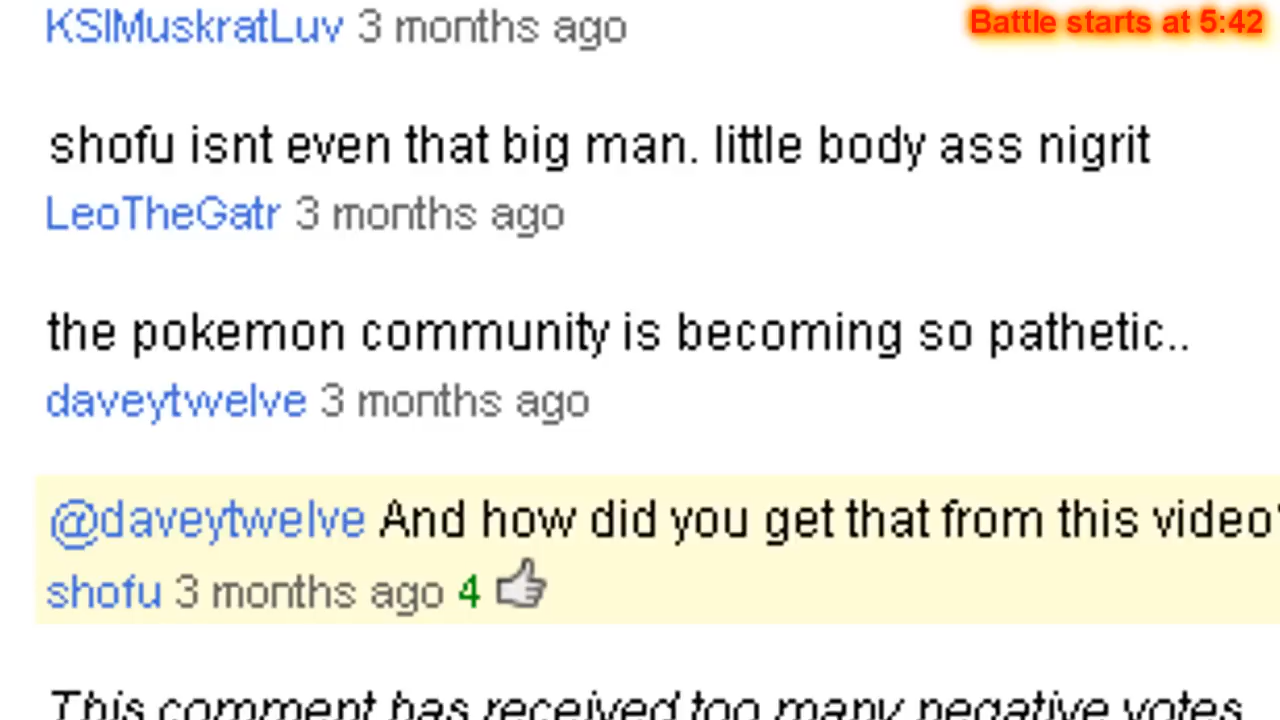 KSIMuskratLuv 3 months ago
Battle starts at 5:42
shofu isnt even that big man. little body ass nigrit
LeoTheGatr 3 months ago
the pokemon community is becoming so pathetic..
daveytwelve 3 months ago
@daveytwelve And how did you get that from this video?
shofu 3 months ago 4
This comment has received too many negative votes